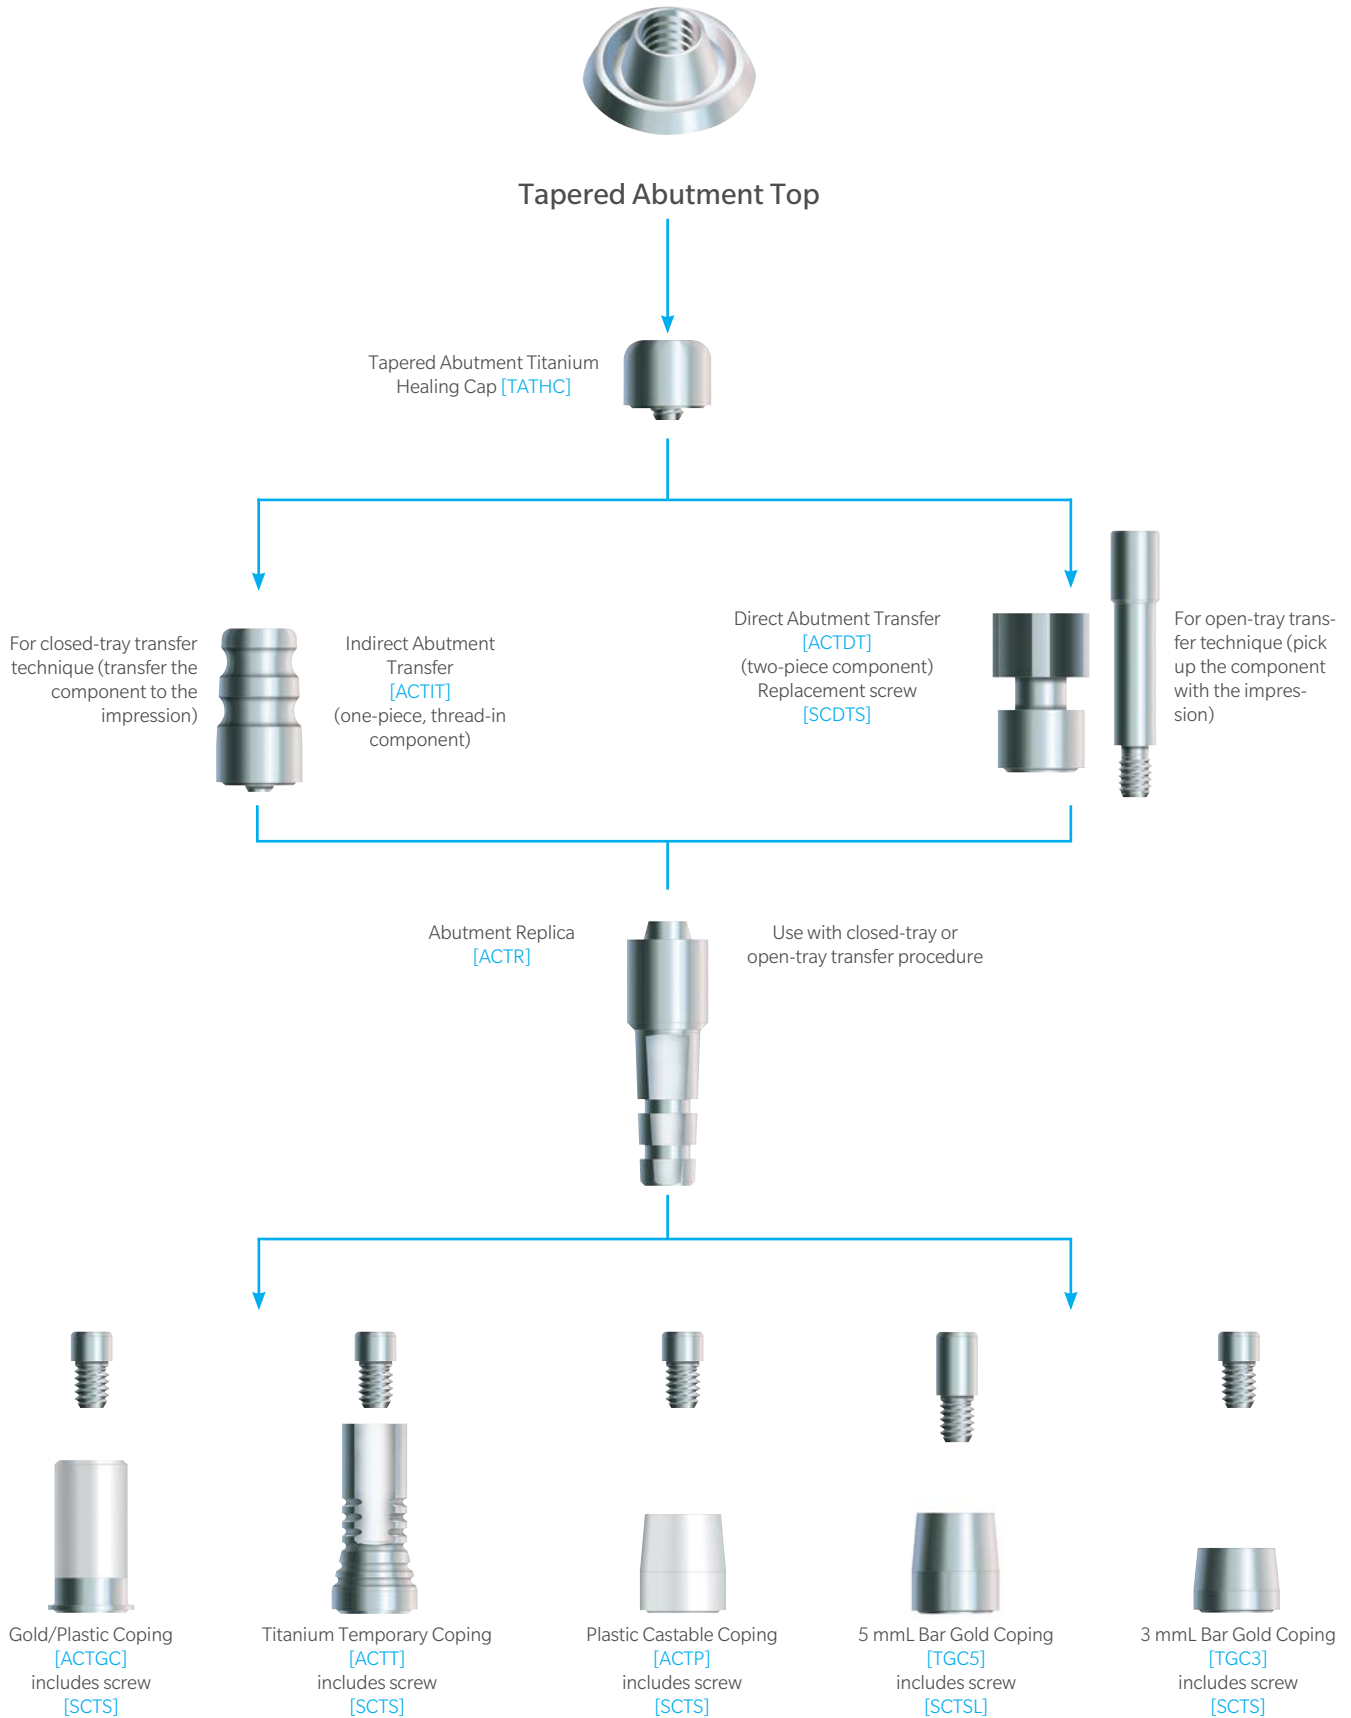 Tapered Abutment Top
Tapered Abutment Titanium
Healing Cap [TATHC]
For closed-tray transfer
technique (transfer the
component to the
impression)
Indirect Abutment
Transfer
[ACTIT]
(one-piece, thread-in
component)
Direct Abutment Transfer
[ACTDT]
(two-piece component)
Replacement screw
[SCDTS]
For open-tray trans-
fer technique (pick
up the component
with the impres-
sion)
Abutment Replica
[ACTR]
Use with closed-tray or
open-tray transfer procedure
Gold/Plastic Coping
[ACTGC]
includes screw
[SCTS]
Titanium Temporary Coping
[ACTT]
includes screw
[SCTS]
Plastic Castable Coping
[ACTP]
includes screw
[SCTS]
5 mmL Bar Gold Coping
[TGC5]
includes screw
[SCTSL]
3 mmL Bar Gold Coping
[TGC3]
includes screw
[SCTS]